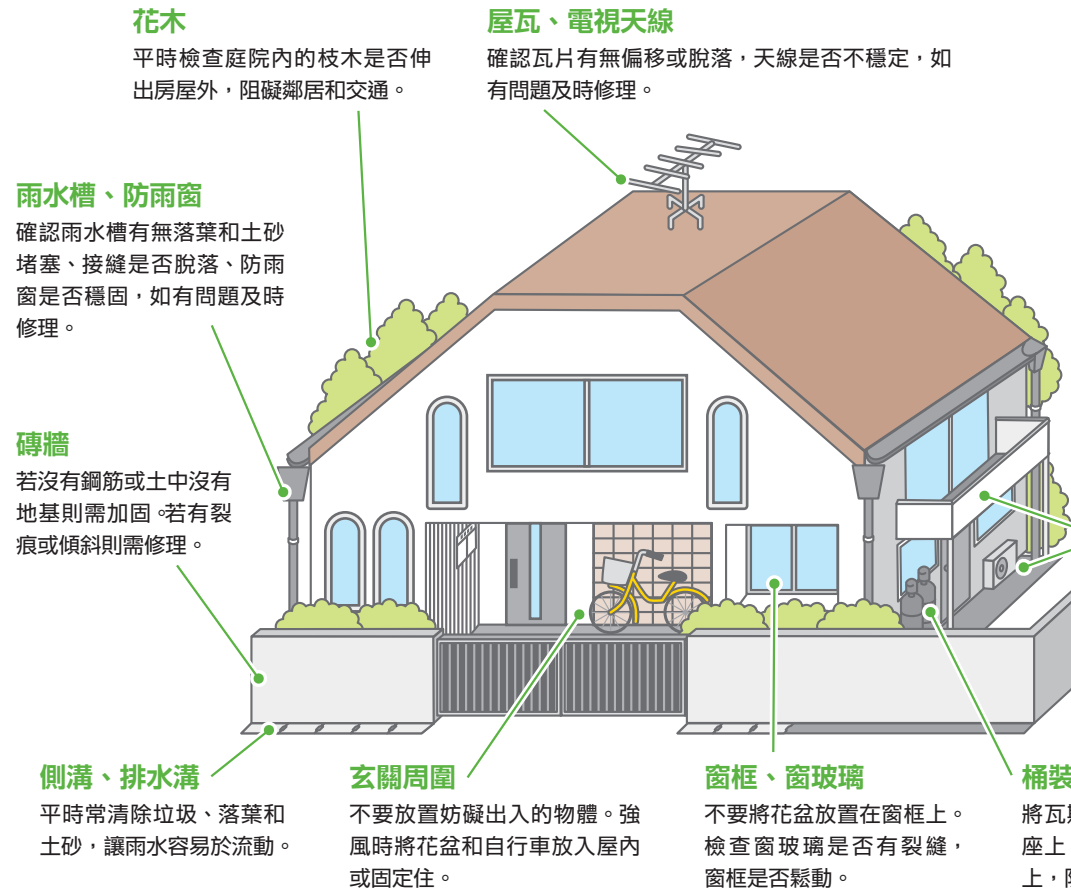 花木
平時檢查庭院內的枝木是否伸
出房屋外，阻礙鄰居和交通。
屋瓦、電視天線
確認瓦片有無偏移或脫落，天線是否不穩定，如
有問題及時修理。
雨水槽、防雨窗
確認雨水槽有無落葉和土砂
堵塞、接縫是否脫落、防雨
窗是否穩固，如有問題及時
修理。
磚牆
若沒有鋼筋或土中沒有
地基則需加固。若有裂
痕或傾斜則需修理。
側溝、排水溝
平時常清除垃圾、落葉和
土砂，讓雨水容易於流動。
玄關周圍
不要放置妨礙出入的物體。強
風時將花盆和自行車放入屋內
或固定住。
窗框、窗玻璃
不要將花盆放置在窗框上。
檢查窗玻璃是否有裂縫，
窗框是否鬆動。
桶裝
將瓦
座上
上，